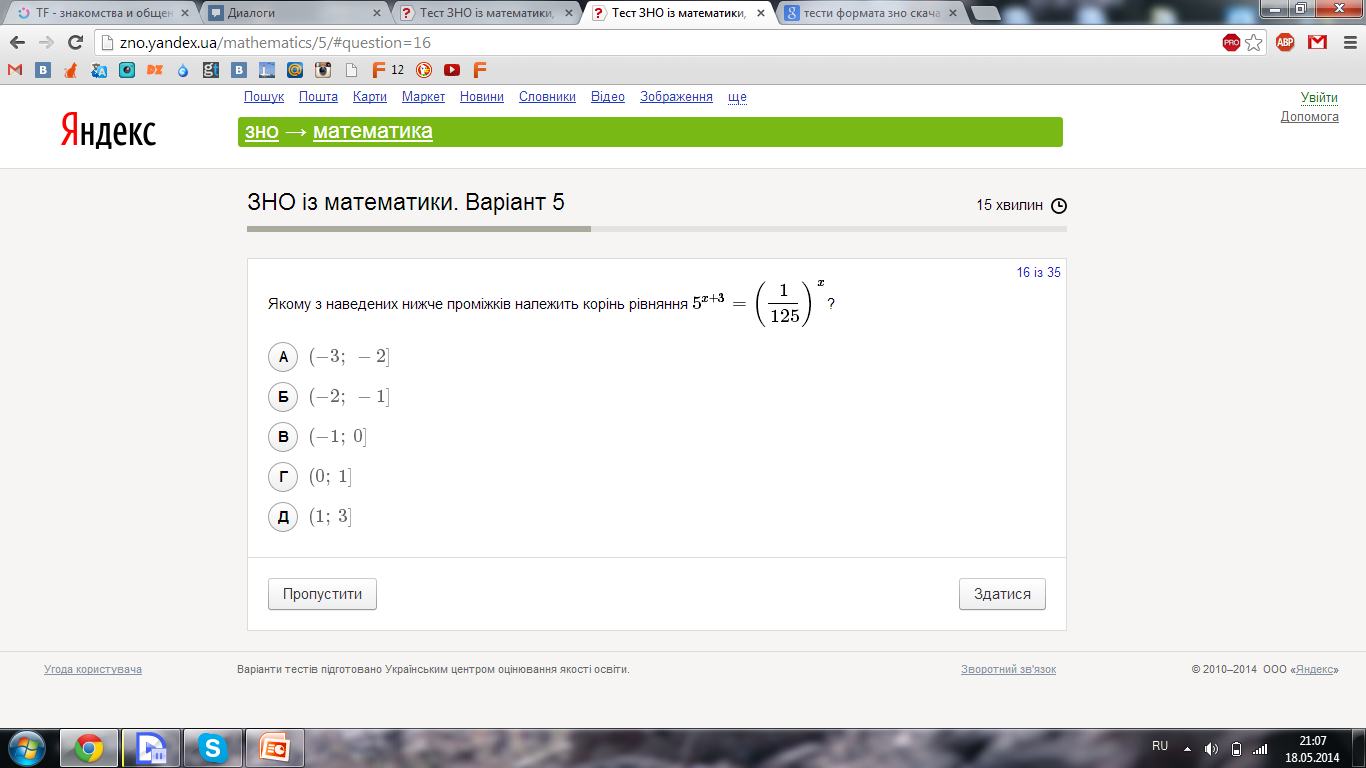 TF - знакомства и общен
Диалоги
Тест ЗНО із математики,
Тест ЗНО із математики,
тести формата зно скача
zno.yandex.ua/mathematics/5/#question=16
PRO
ABP
12
Пошук Пошта Карти Маркет Новини Словники Відео Зображення ще
Увійти
Допомога
Яндекс
зно → математика
ЗНО із математики. Варіант 5
15 хвилин
16 із 35
Якому з наведених нижче проміжків належить корінь рівняння 5^{x+3} = (1/125)^x ?
А (−3; −2]
Б (−2; −1]
В (−1; 0]
Г (0; 1]
Д (1; 3]
Пропустити
Здатися
Угода користувача
Варіанти тестів підготовано Українським центром оцінювання якості освіти.
Зворотний зв'язок
© 2010–2014 ООО «Яндекс»
RU
21:07
18.05.2014